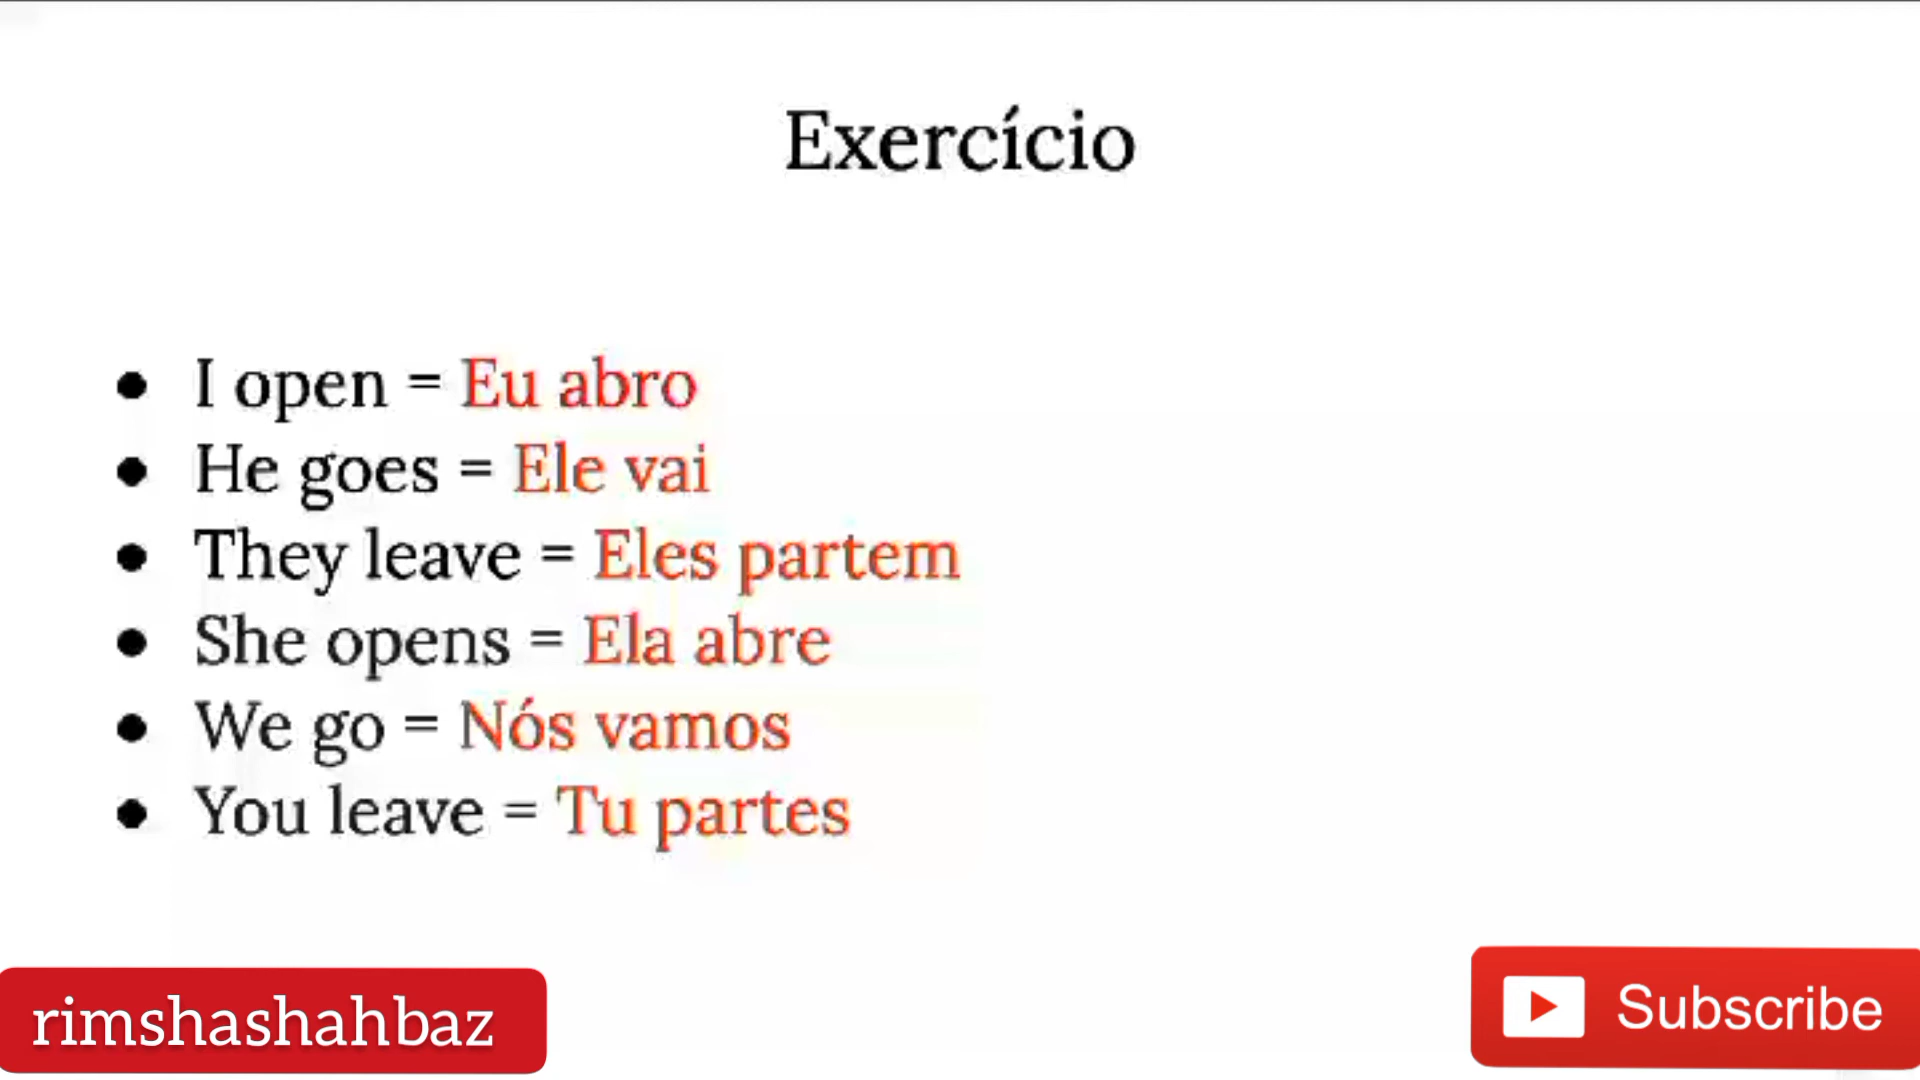 Exercício
• I open = Eu abro
• He goes = Ele vai
• They leave = Eles partem
• She opens = Ela abre
• We go = Nós vamos
• You leave = Tu partes
rimshashahbaz
Subscribe